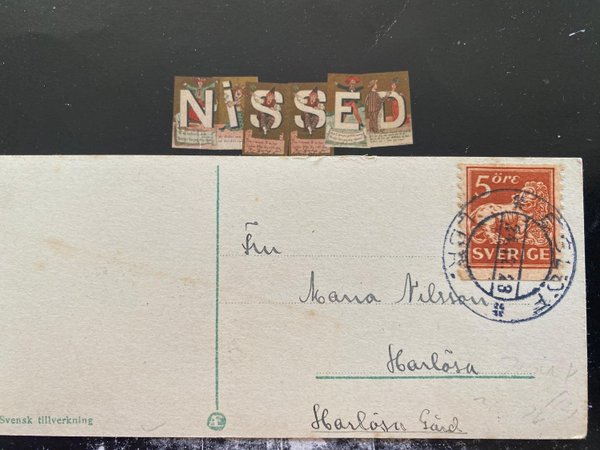 NiSSED
5 ÖRE
SVERIGE
Fru
Maria Nilsson
Harlösa
Harlösa Gård
Svensk tillverkning